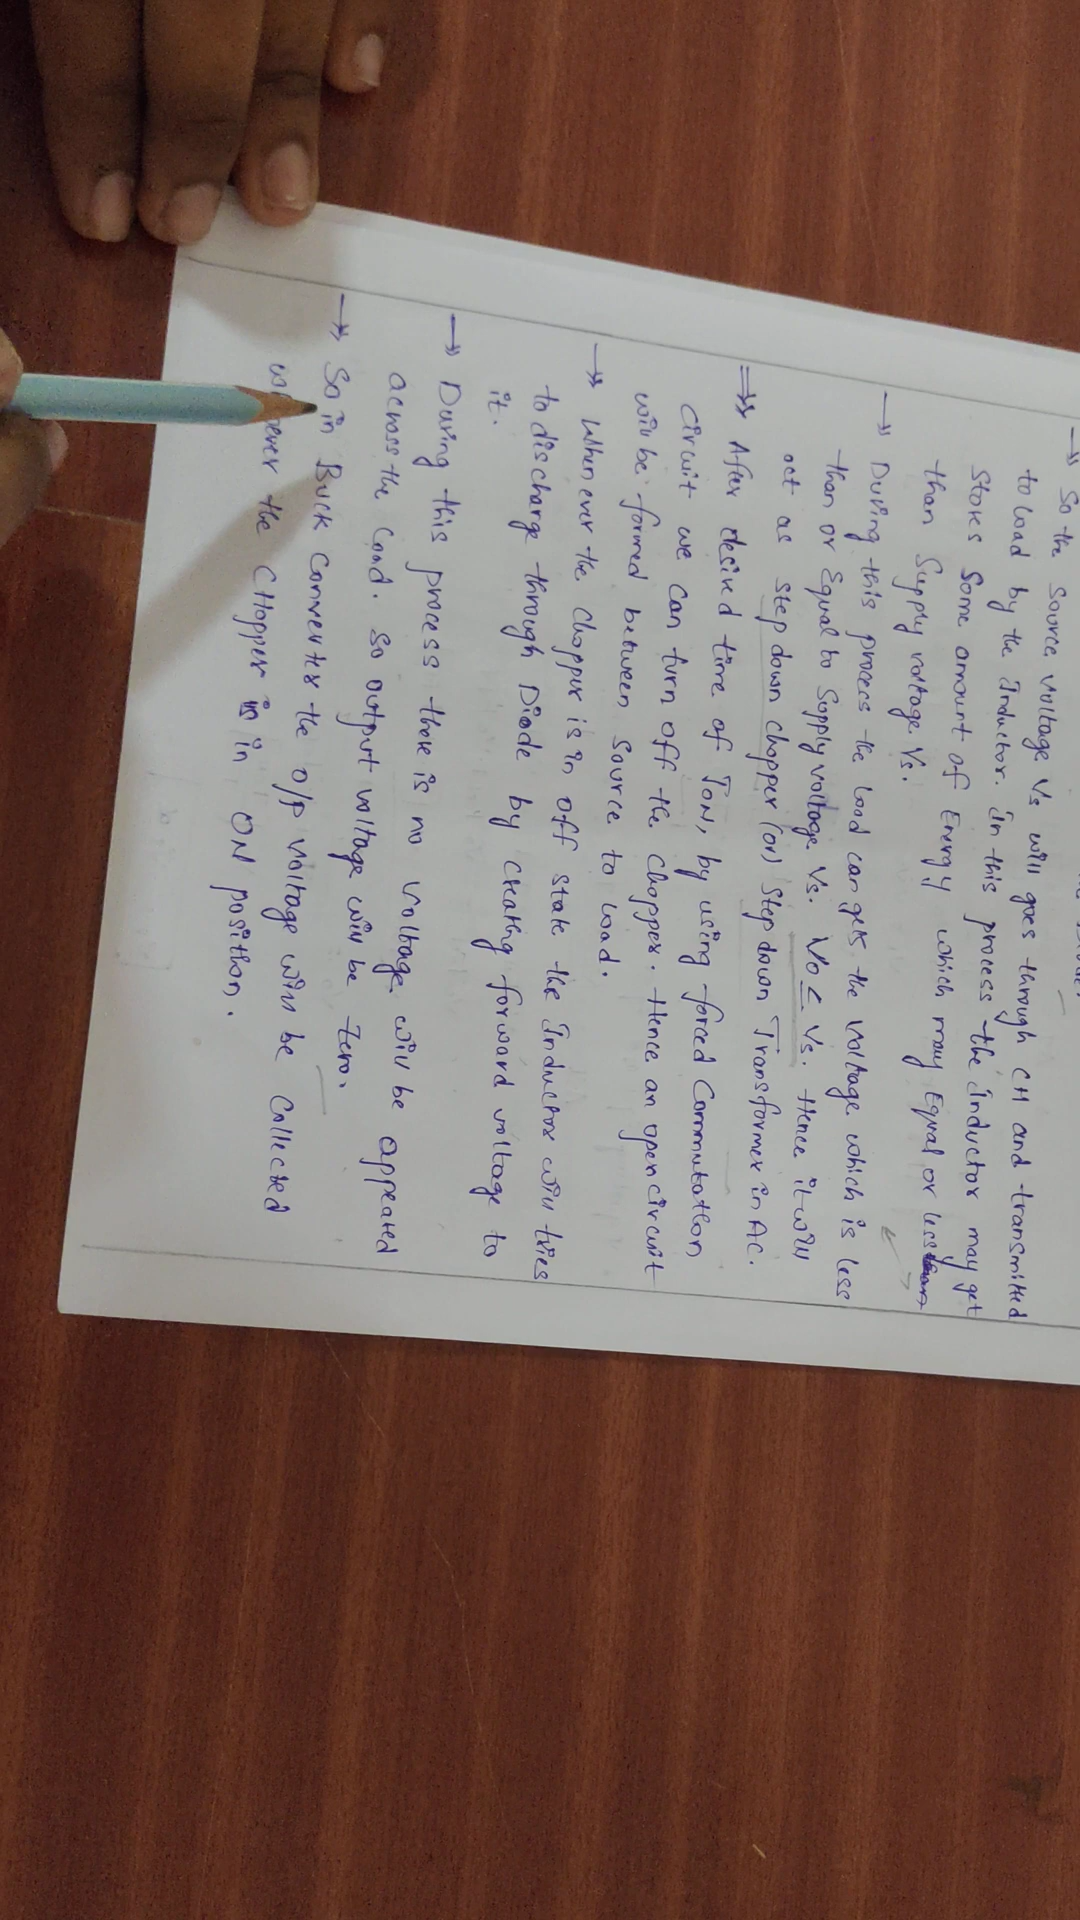 → So the Source voltage Vs will goes through CH and transmitted
to load by the Inductor. In this process the inductor may get
Stores Some amount of Energy which may Equal or less than
than Supply voltage Vs.
→ During this process the load can gets the voltage which is less
than or Equal to Supply voltage Vs. Vo ≤ Vs. Hence it will
act as Step down chopper (or) Step down Transformer in AC.
⇒ After desired time of TON, by using forced Commutation
Circuit we can turn off the chopper. Hence an open circuit
will be formed between Source to Load.
→ When ever the chopper is in off state the Inductor will tries
to discharge through Diode by creating forward voltage to
it.
→ During this process there is no voltage will be appeared
across the load. So output voltage will be zero.
→ So in Buck Converter the O/P voltage will be Collected
the CHopper is in ON position.